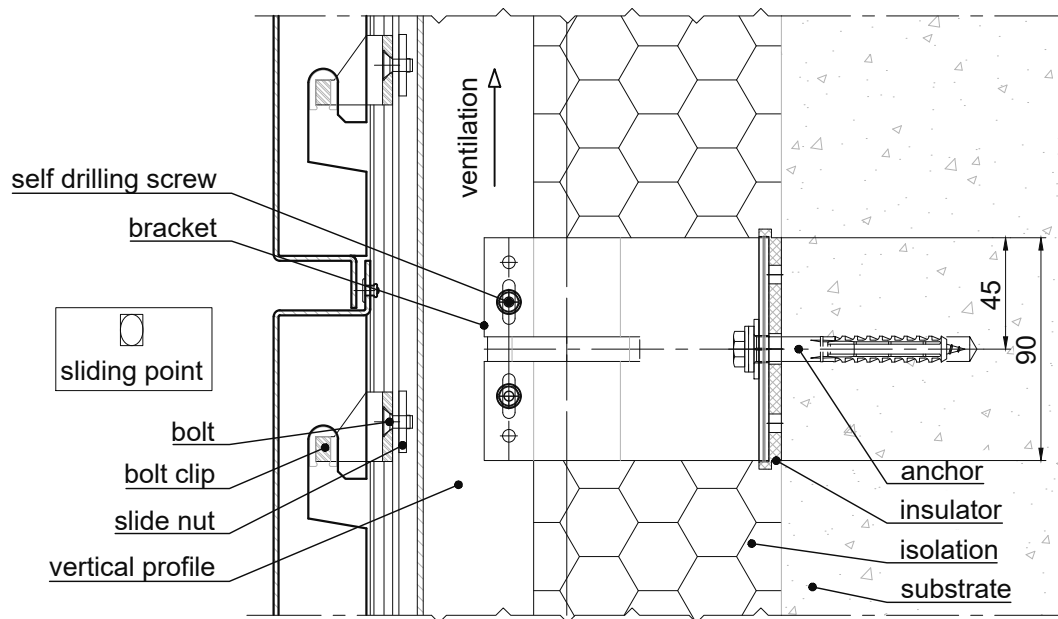 ventilation
self drilling screw
bracket
45
90
sliding point
bolt
bolt clip
slide nut
vertical profile
anchor
insulator
isolation
substrate